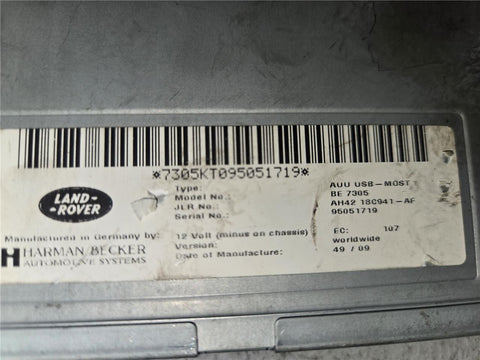 *7305KT095051719*
LAND-
-ROVER
Type: AUU USB-MOST
Model No.: BE 7305
JLR No.: AH42 18C941-AF
Serial No.: 95051719
Manufactured in Germany by: 12 Volt (minus on chassis) EC: 107
HARMAN BECKER Version: worldwide
AUTOMOTIVE SYSTEMS Date of Manufacture: 49 / 09